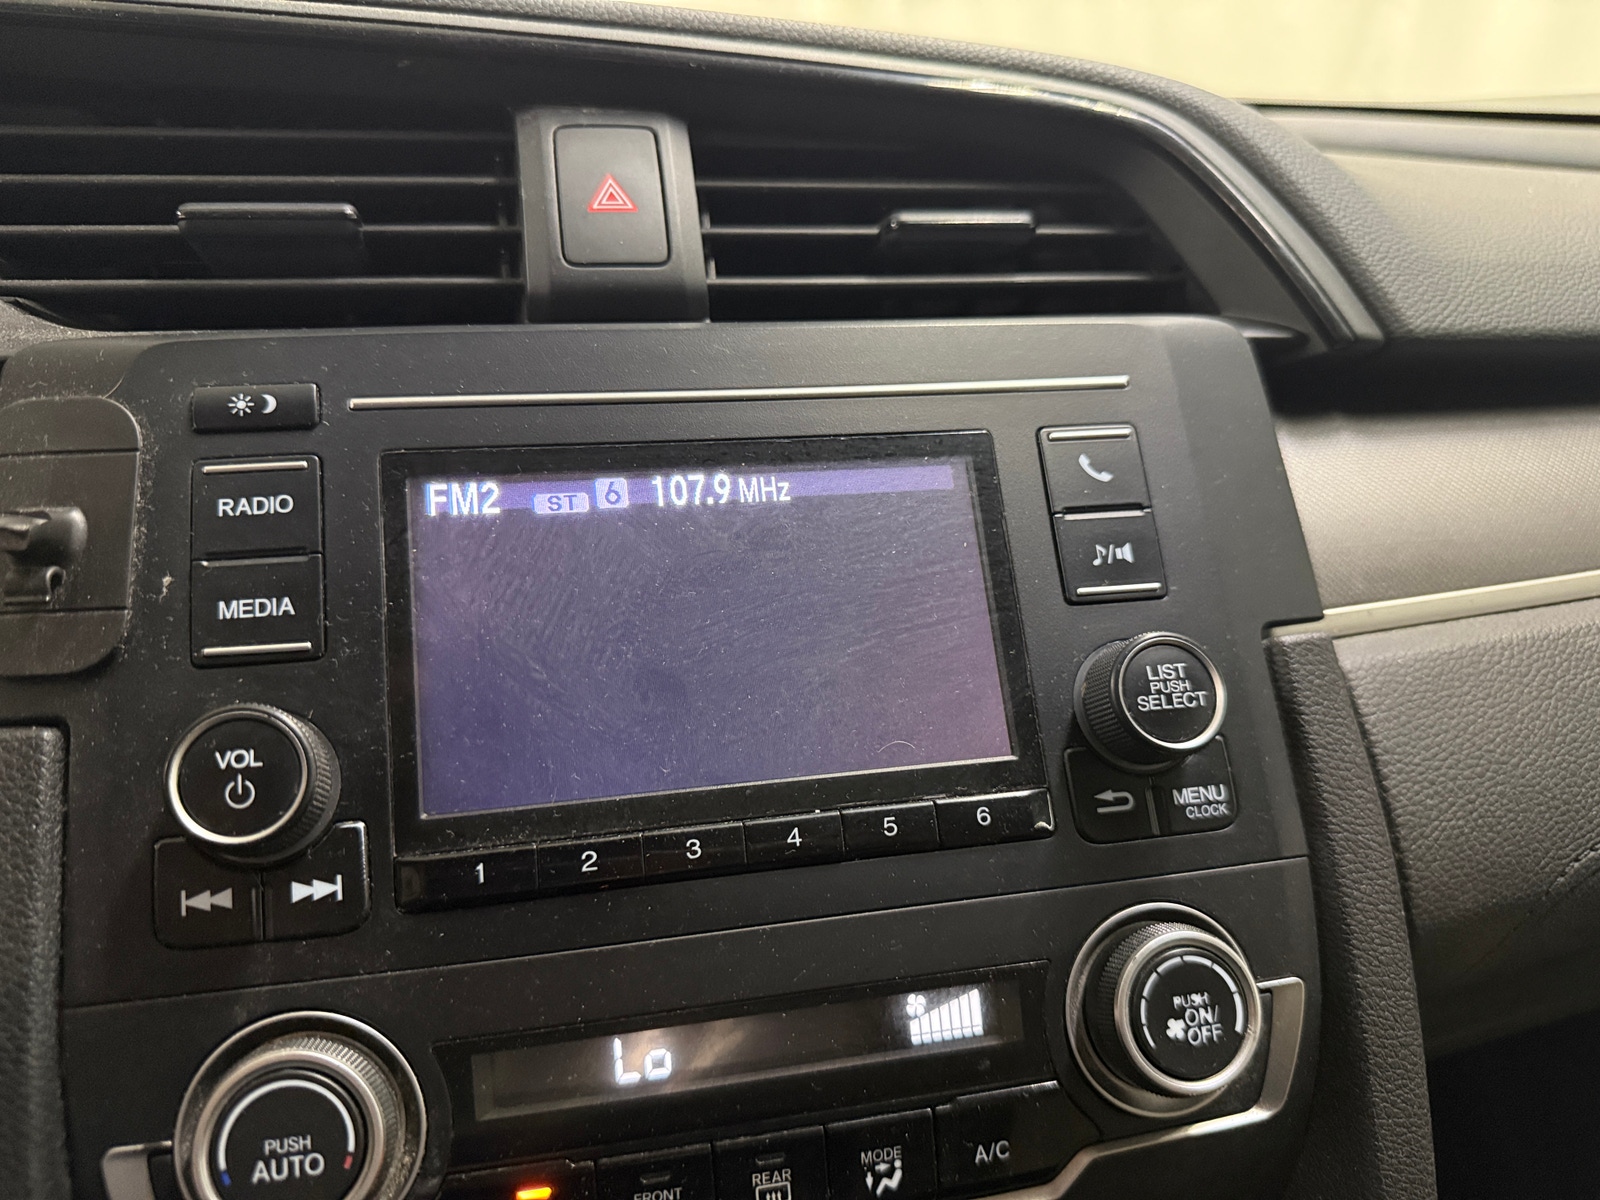 RADIO
MEDIA
FM2 ST 6 107.9 MHz
VOL
LIST
PUSH
SELECT
MENU
CLOCK
1 2 3 4 5 6
Lo
PUSH
ON/
OFF
PUSH
AUTO
FRONT
REAR
MODE
A/C